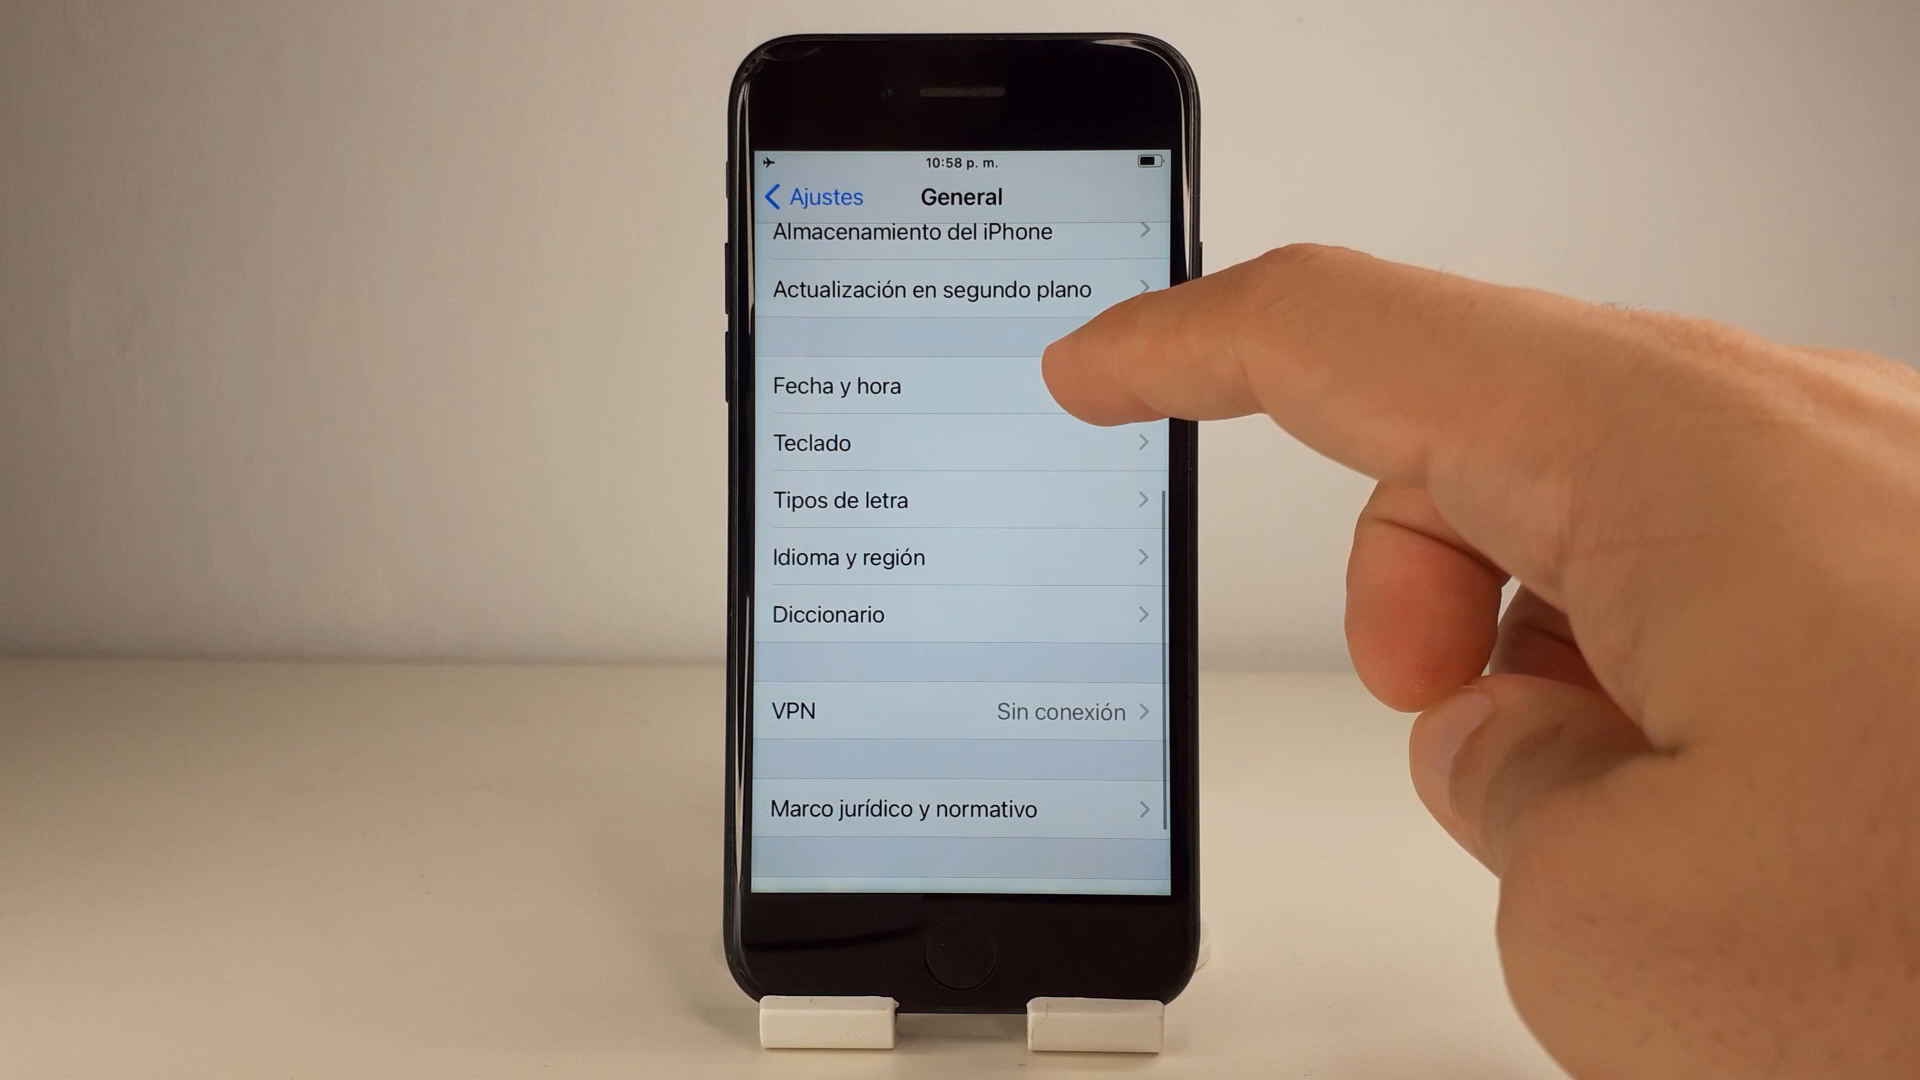 10:58 p. m.
Ajustes
General
Almacenamiento del iPhone
Actualización en segundo plano
Fecha y hora
Teclado
Tipos de letra
Idioma y región
Diccionario
VPN
Sin conexión
Marco jurídico y normativo